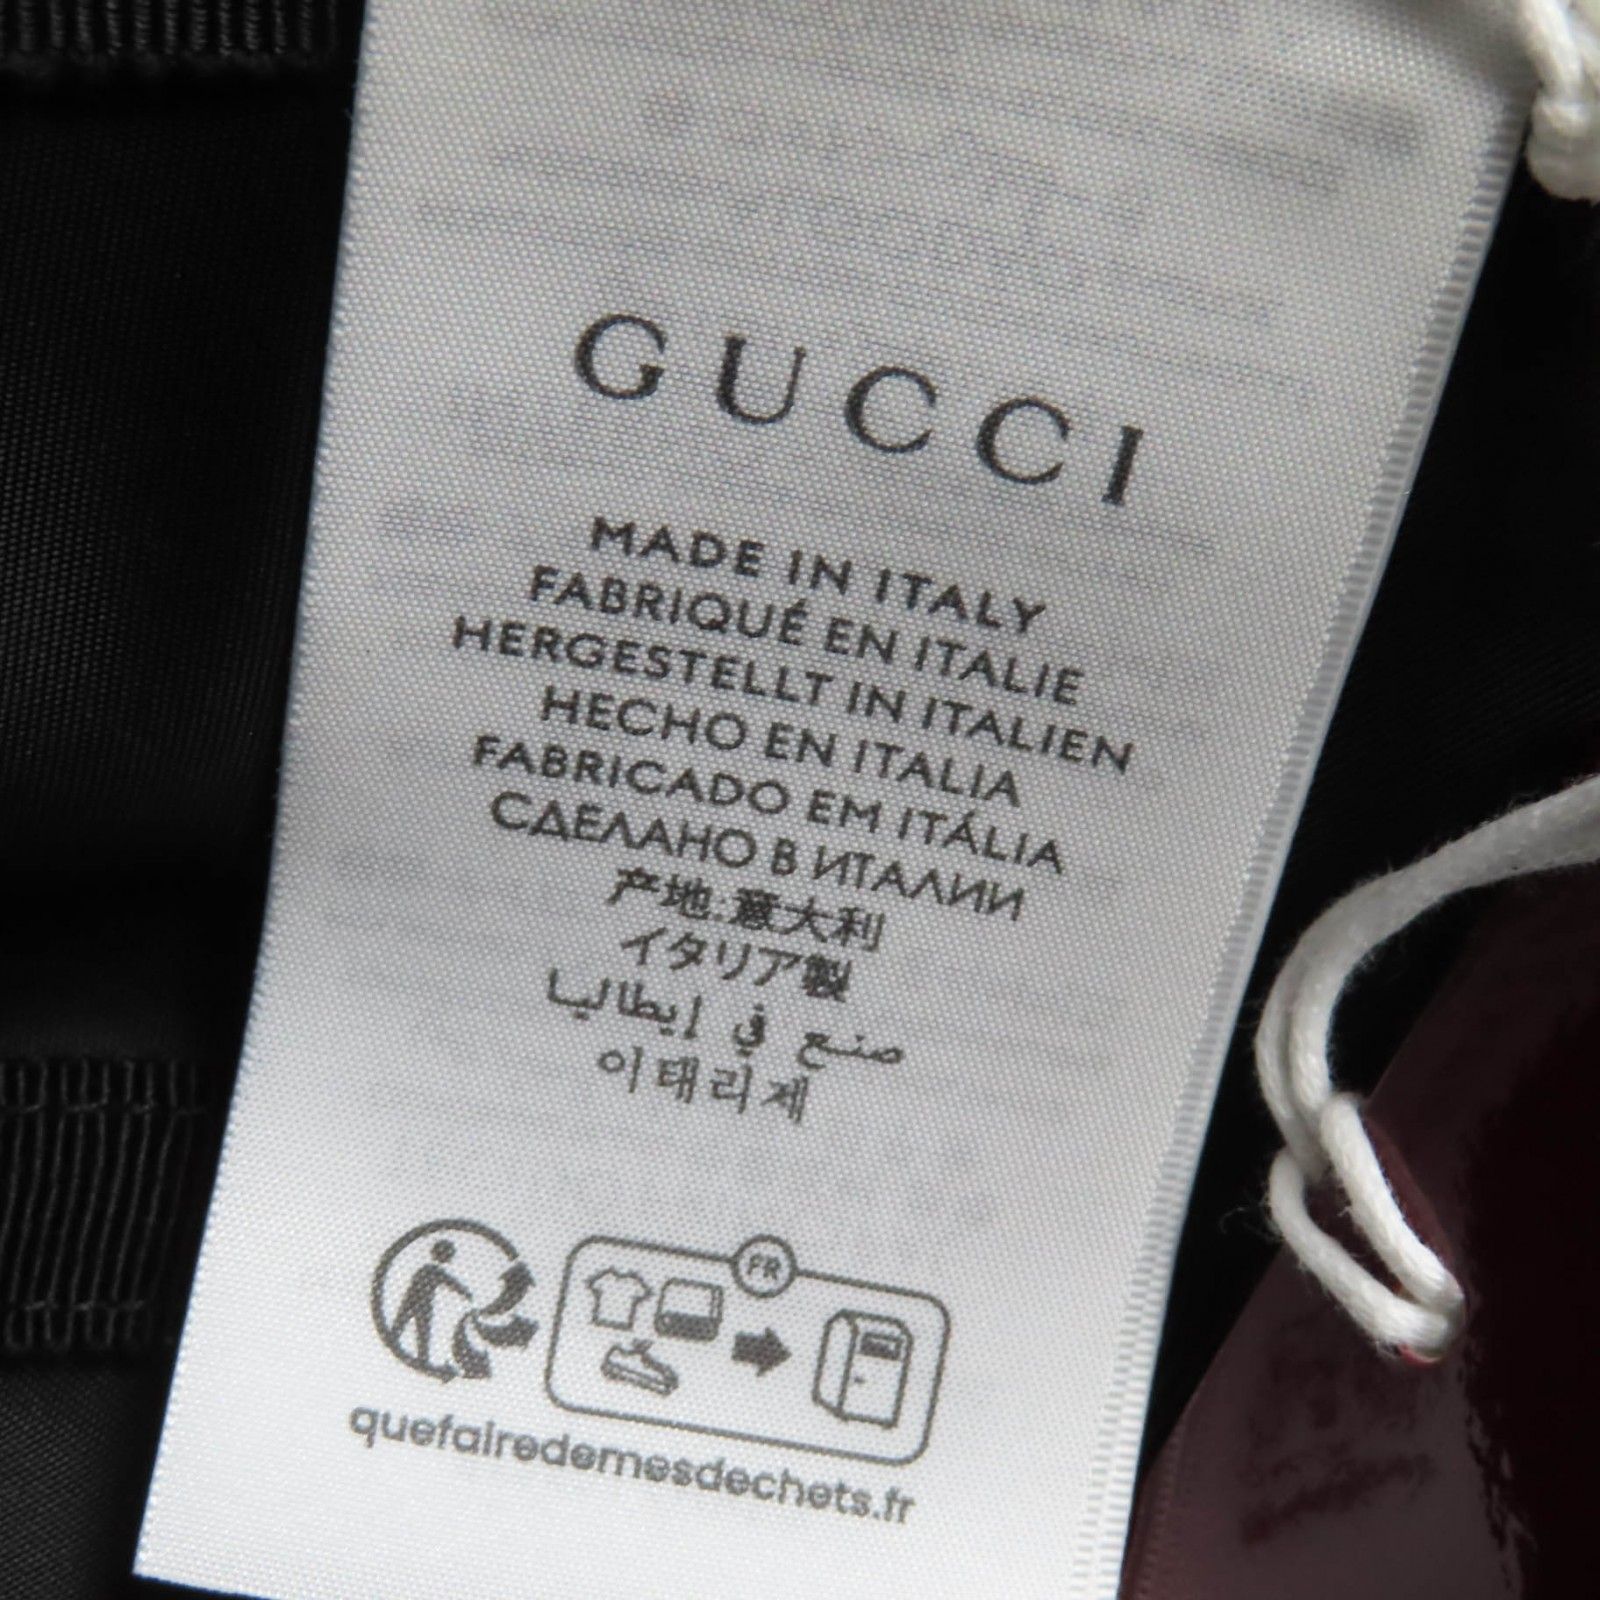 GUCCI
MADE IN ITALY
FABRIQUÉ EN ITALIE
HERGESTELLT IN ITALIEN
HECHO EN ITALIA
FABRICADO EM ITÁLIA
СДЕЛАНО В ИТАЛИИ
产地:意大利
イタリア製
صنع في إيطاليا
이태리제
FR
quefairedemesdechets.fr